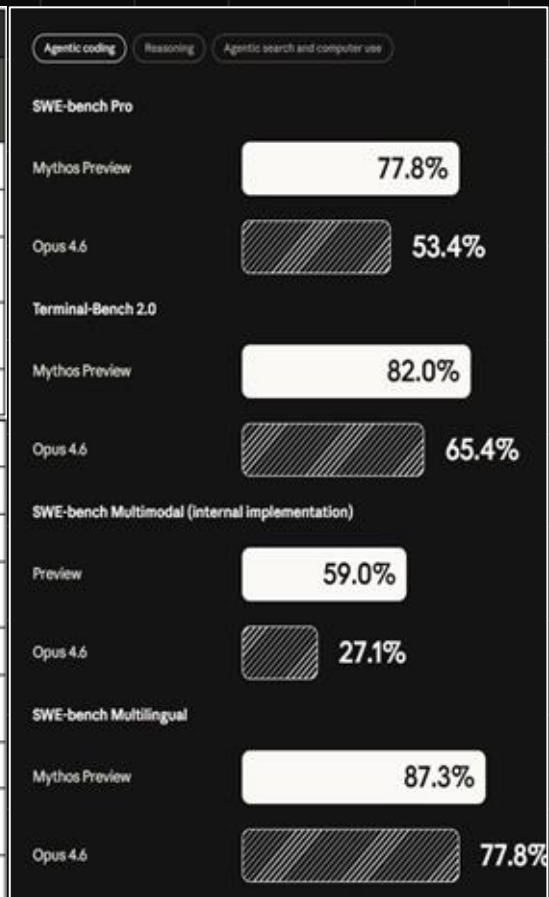 Agentic coding Reasoning Agentic search and computer use
SWE-bench Pro
Mythos Preview 77.8%
Opus 4.6 53.4%
Terminal-Bench 2.0
Mythos Preview 82.0%
Opus 4.6 65.4%
SWE-bench Multimodal (internal implementation)
Preview 59.0%
Opus 4.6 27.1%
SWE-bench Multilingual
Mythos Preview 87.3%
Opus 4.6 77.8%